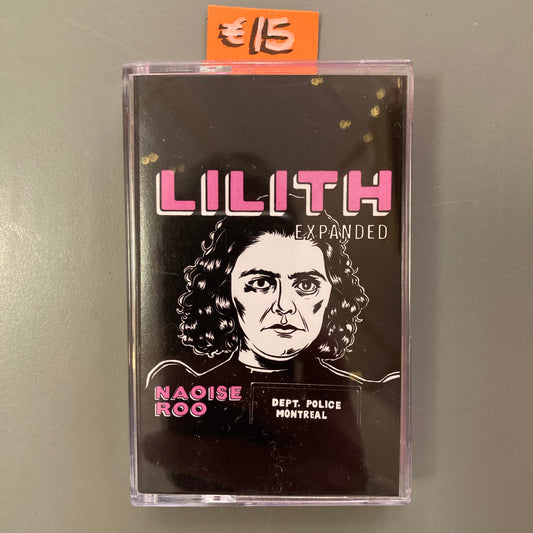 €15
LILITH
EXPANDED
NAOISE
ROO
DEPT. POLICE
MONTREAL